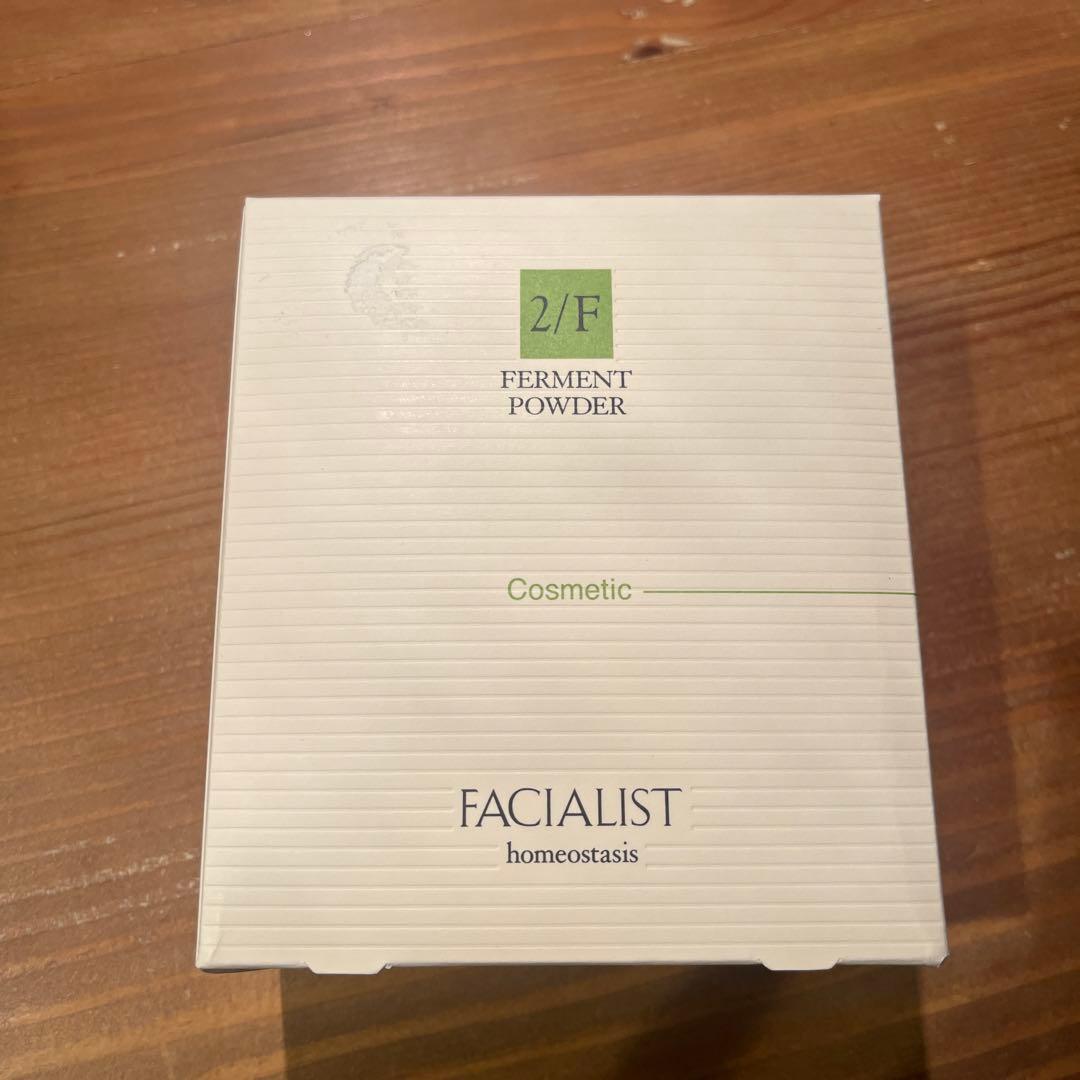 2/F
FERMENT
POWDER
Cosmetic
FACIALIST
homeostasis